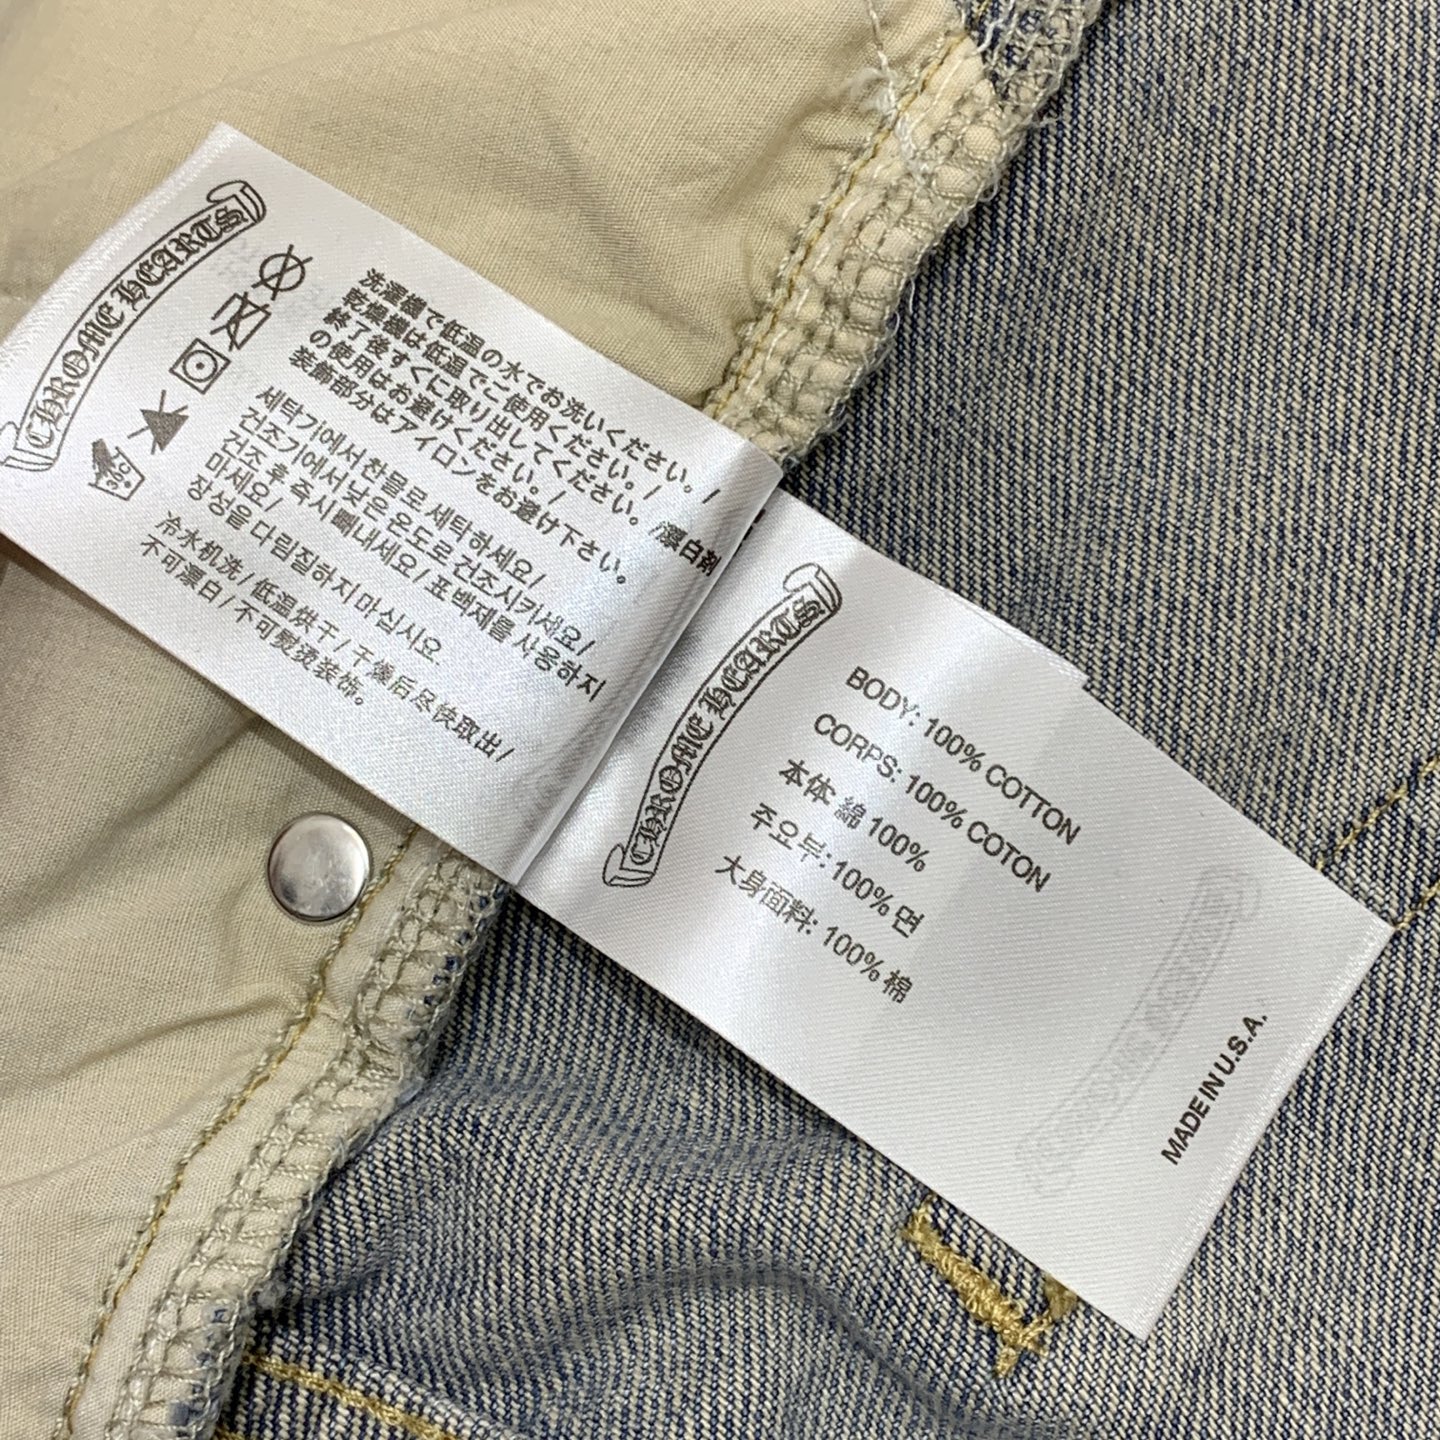 CHROME HEARTS
洗濯機で低温の水でお洗いください。/
乾燥機は低温でご使用ください。/
終了後すぐに取り出してください。/漂白剤
の使用はお避けください。/
装飾部分はアイロンをお避け下さい。
세탁기에서 찬물로 세탁하세요/
건조기에서 낮은 온도로 건조시키세요/
건조 후 즉시 빼내세요/표백제를 사용하지
마세요/
장성을 다림질하지 마십시오.
冷水机洗/低温烘干/干燥后尽快取出/
不可漂白/不可熨烫装饰。
30C
CHROME HEARTS
BODY: 100% COTTON
CORPS: 100% COTON
本体 綿 100%
주요부: 100% 면
大身面料: 100% 棉
MADE IN U.S.A.